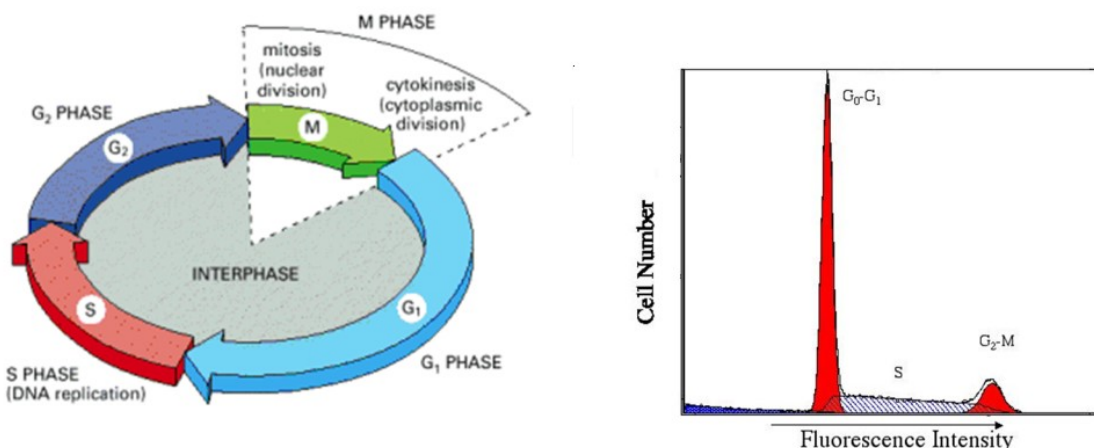 M PHASE
mitosis
(nuclear
division)
cytokinesis
(cytoplasmic
division)
G₂ PHASE
G₂
M
INTERPHASE
S
G₁
G₁ PHASE
S PHASE
(DNA replication)
G₀-G₁
Cell Number
G₂-M
S
Fluorescence Intensity